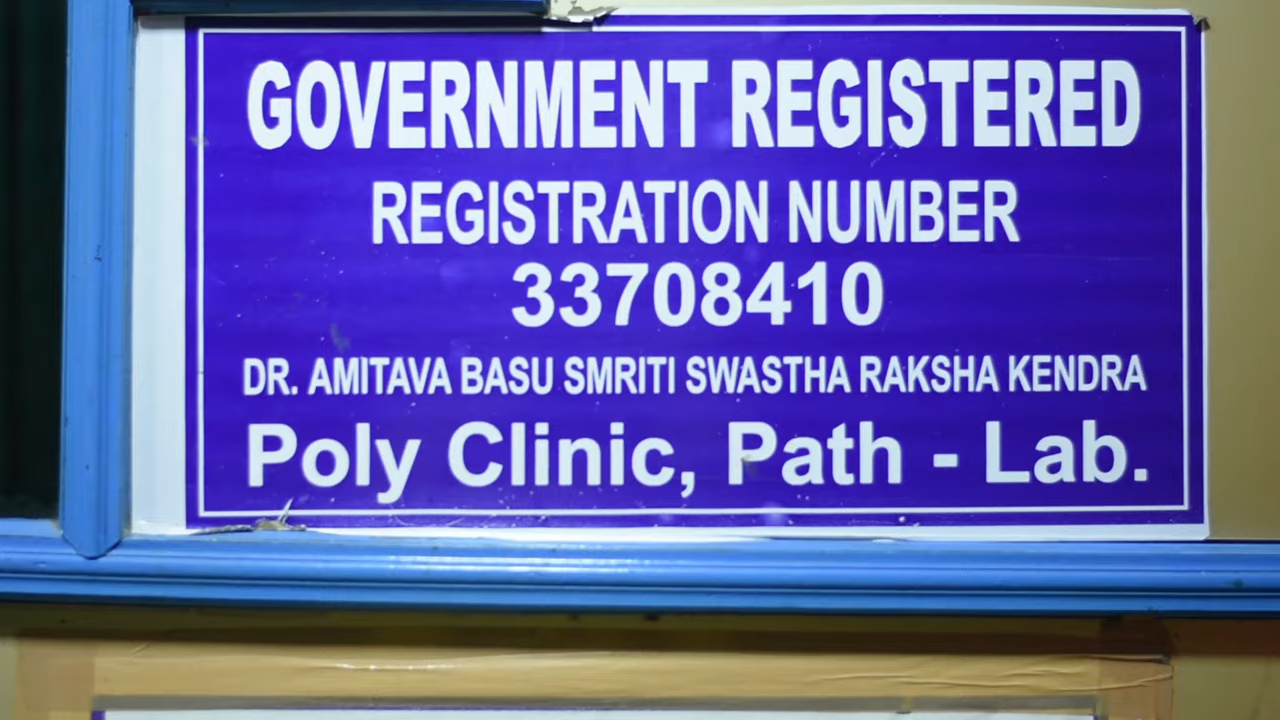 GOVERNMENT REGISTERED
REGISTRATION NUMBER
33708410
DR. AMITAVA BASU SMRITI SWASTHA RAKSHA KENDRA
Poly Clinic, Path - Lab.